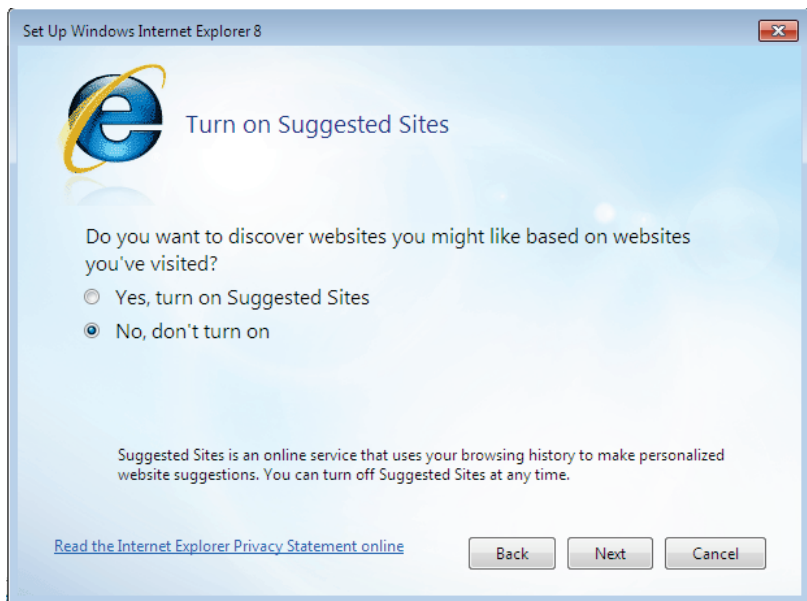 Set Up Windows Internet Explorer 8
Turn on Suggested Sites
Do you want to discover websites you might like based on websites
you've visited?
Yes, turn on Suggested Sites
No, don't turn on
Suggested Sites is an online service that uses your browsing history to make personalized
website suggestions. You can turn off Suggested Sites at any time.
Read the Internet Explorer Privacy Statement online
Back Next Cancel